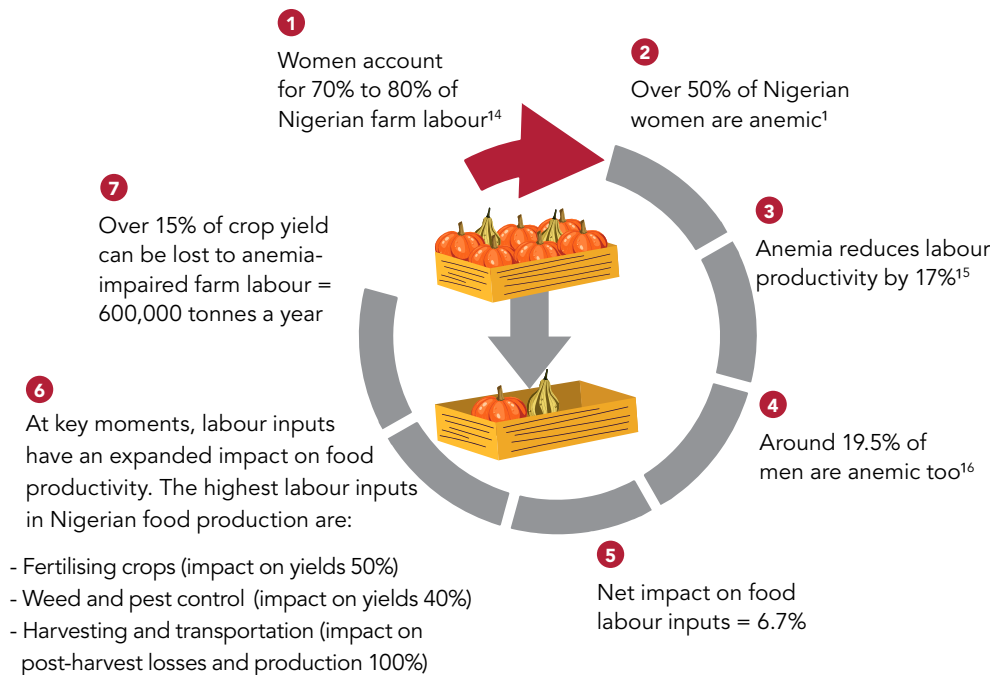 1
Women account
for 70% to 80% of
Nigerian farm labour¹⁴
2
Over 50% of Nigerian
women are anemic¹
3
Anemia reduces labour
productivity by 17%¹⁵
4
Around 19.5% of
men are anemic too¹⁶
5
Net impact on food
labour inputs = 6.7%
6
At key moments, labour inputs
have an expanded impact on food
productivity. The highest labour inputs
in Nigerian food production are:
- Fertilising crops (impact on yields 50%)
- Weed and pest control (impact on yields 40%)
- Harvesting and transportation (impact on
post-harvest losses and production 100%)
7
Over 15% of crop yield
can be lost to anemia-
impaired farm labour =
600,000 tonnes a year